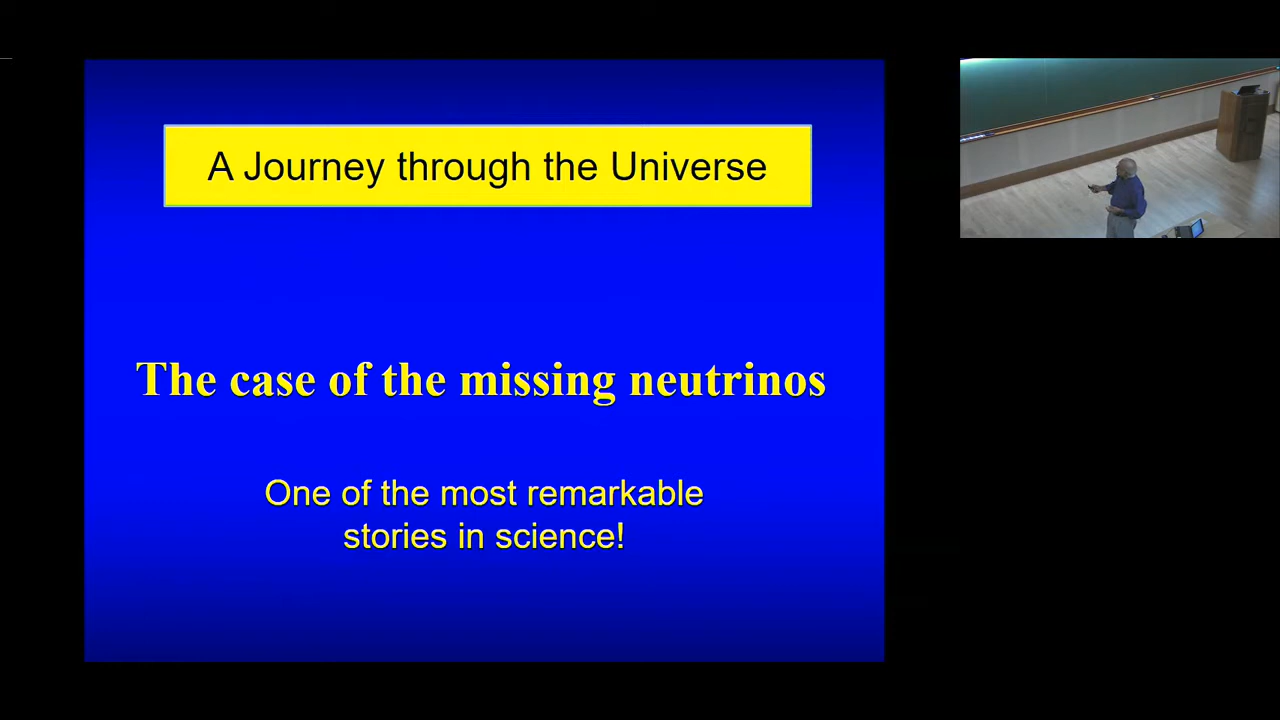 A Journey through the Universe
The case of the missing neutrinos
One of the most remarkable
stories in science!